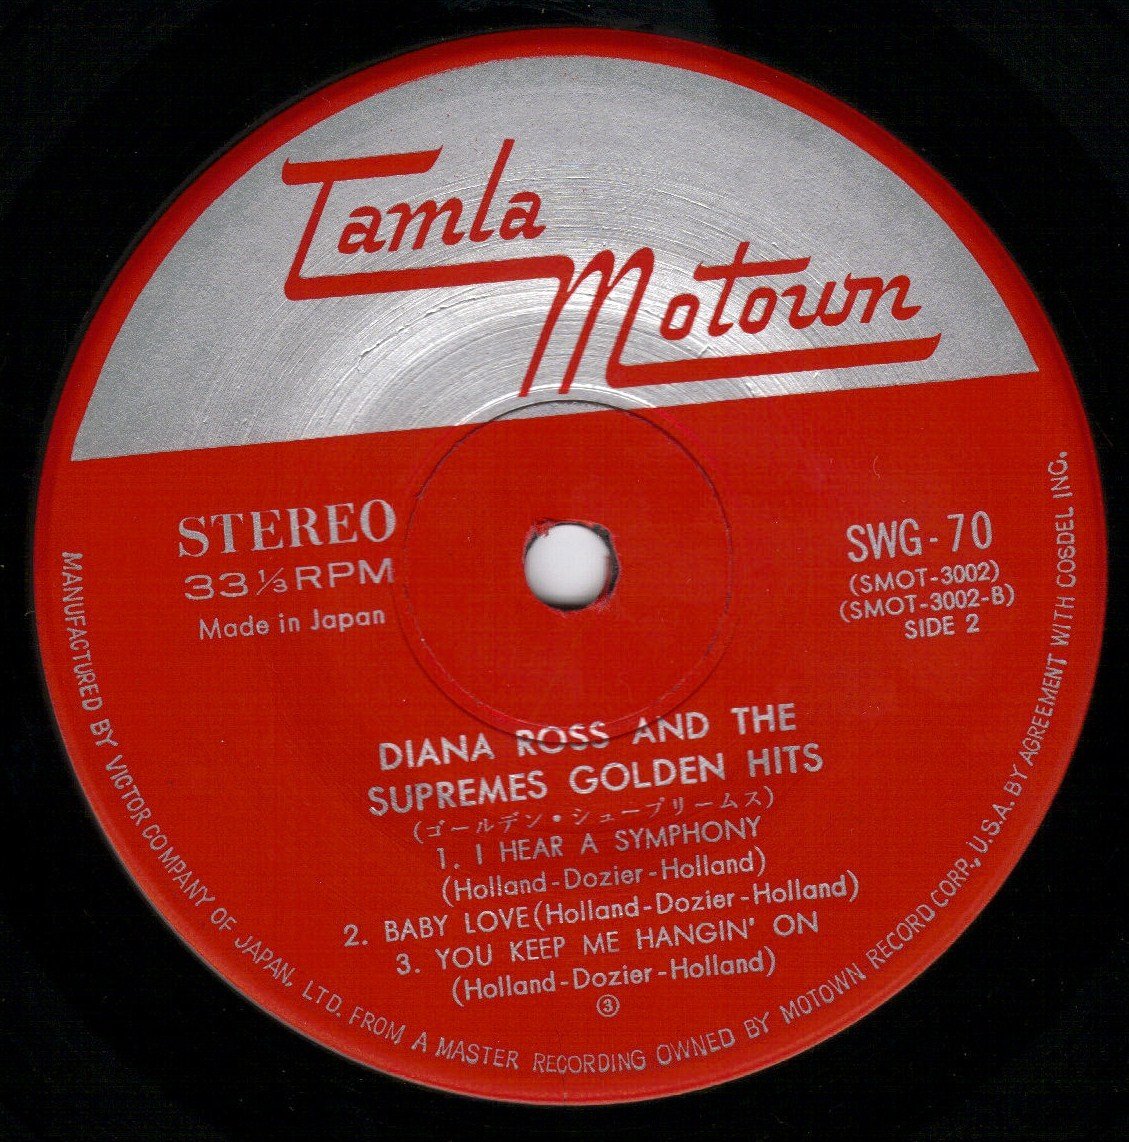 Tamla
Motown
STEREO
33 1/3 RPM
Made in Japan
SWG-70
(SMOT-3002)
(SMOT-3002-B)
SIDE 2
DIANA ROSS AND THE
SUPREMES GOLDEN HITS
(ゴールデン・シュープリームス)
1. I HEAR A SYMPHONY
(Holland-Dozier-Holland)
2. BABY LOVE(Holland-Dozier-Holland)
3. YOU KEEP ME HANGIN' ON
(Holland-Dozier-Holland)
③
MANUFACTURED BY VICTOR COMPANY OF JAPAN, LTD. FROM A MASTER RECORDING OWNED BY MOTOWN RECORD CORP., U.S.A. BY AGREEMENT WITH COSDEL INC.